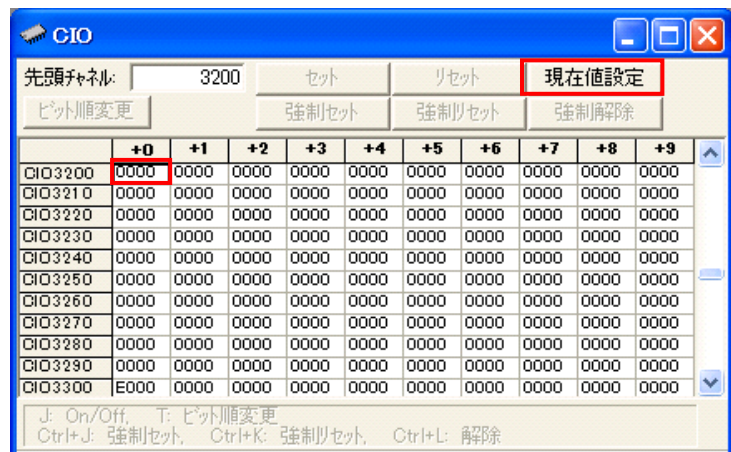 CIO
先頭ﾁｬﾈﾙ: 3200 セット リセット 現在値設定
ビット順変更 強制セット 強制リセット 強制解除
+0 +1 +2 +3 +4 +5 +6 +7 +8 +9
CIO3200 0000 0000 0000 0000 0000 0000 0000 0000 0000 0000
CIO3210 0000 0000 0000 0000 0000 0000 0000 0000 0000 0000
CIO3220 0000 0000 0000 0000 0000 0000 0000 0000 0000 0000
CIO3230 0000 0000 0000 0000 0000 0000 0000 0000 0000 0000
CIO3240 0000 0000 0000 0000 0000 0000 0000 0000 0000 0000
CIO3250 0000 0000 0000 0000 0000 0000 0000 0000 0000 0000
CIO3260 0000 0000 0000 0000 0000 0000 0000 0000 0000 0000
CIO3270 0000 0000 0000 0000 0000 0000 0000 0000 0000 0000
CIO3280 0000 0000 0000 0000 0000 0000 0000 0000 0000 0000
CIO3290 0000 0000 0000 0000 0000 0000 0000 0000 0000 0000
CIO3300 E000 0000 0000 0000 0000 0000 0000 0000 0000 0000
J: On/Off, T: ビット順変更
Ctrl+J: 強制セット, Ctrl+K: 強制リセット, Ctrl+L: 解除